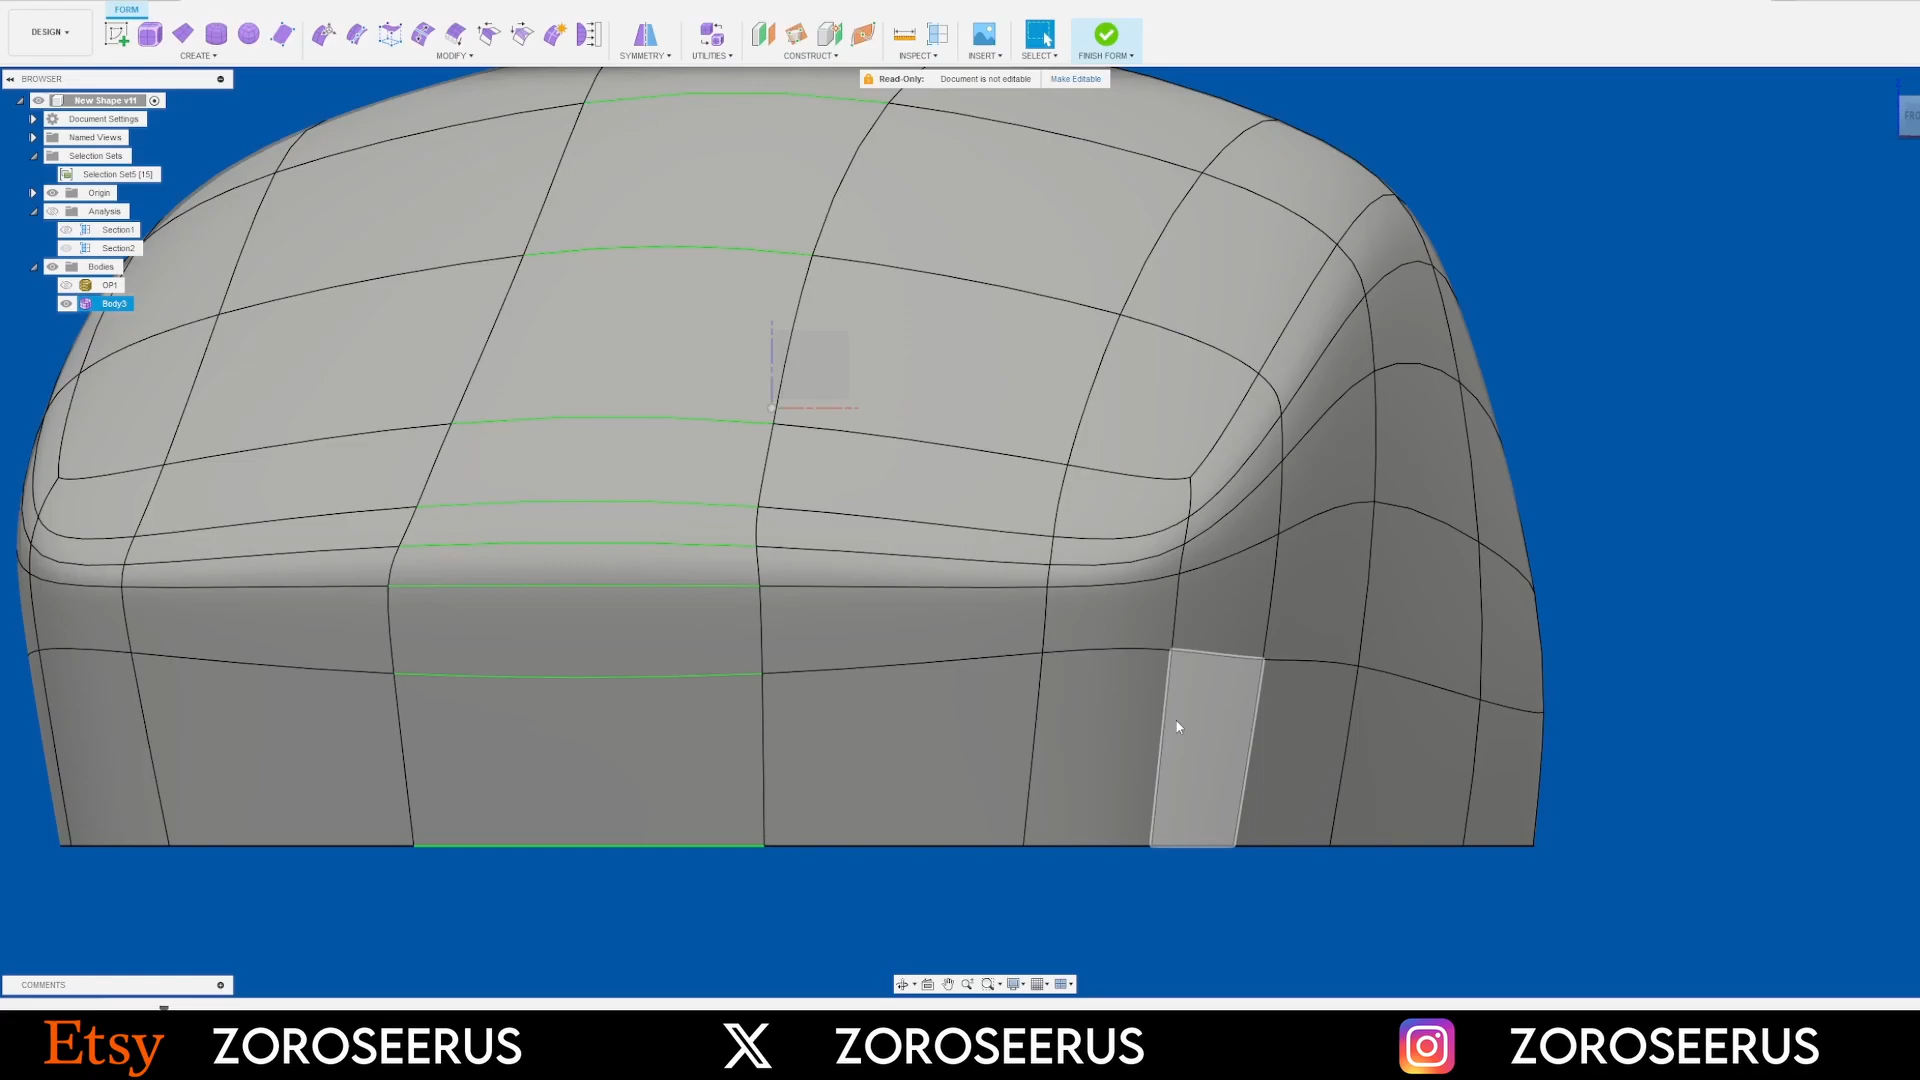 FORM
DESIGN
CREATE
MODIFY
SYMMETRY
UTILITIES
CONSTRUCT
INSPECT
INSERT
SELECT
FINISH FORM
BROWSER
Read-Only: Document is not editable Make Editable
New Shape v11
Document Settings
Named Views
Selection Sets
Selection Set5 [15]
Origin
Analysis
Section1
Section2
Bodies
OP1
Body3
COMMENTS
Etsy ZOROSEERUS X ZOROSEERUS ZOROSEERUS